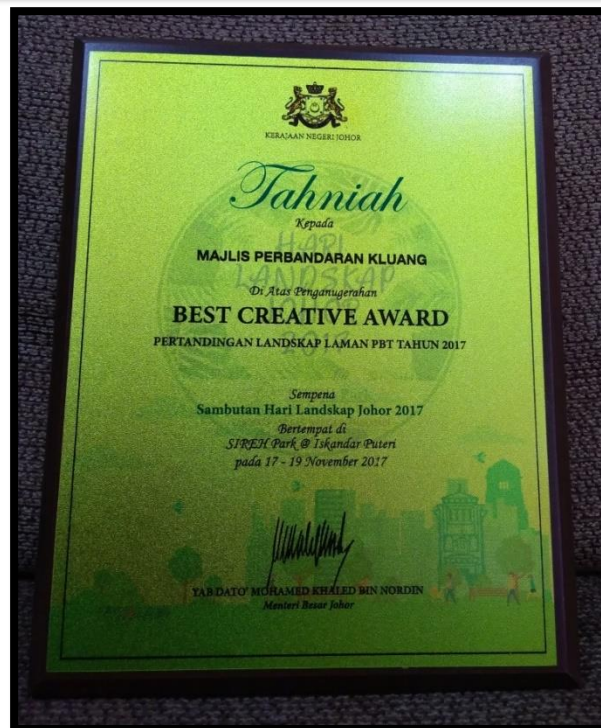 KERAJAAN NEGERI JOHOR
Tahniah
Kepada
MAJLIS PERBANDARAN KLUANG
Di Atas Penganugerahan
BEST CREATIVE AWARD
PERTANDINGAN LANDSKAP LAMAN PBT TAHUN 2017
Sempena
Sambutan Hari Landskap Johor 2017
Bertempat di
SIREH Park @ Iskandar Puteri
pada 17 - 19 November 2017
YAB DATO' MOHAMED KHALED BIN NORDIN
Menteri Besar Johor
HARI
LANDSKAP